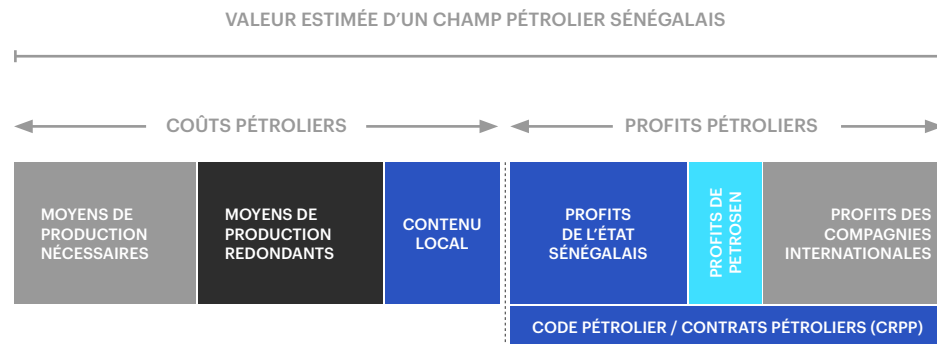 VALEUR ESTIMÉE D'UN CHAMP PÉTROLIER SÉNÉGALAIS
COÛTS PÉTROLIERS
PROFITS PÉTROLIERS
MOYENS DE
PRODUCTION
NÉCESSAIRES
MOYENS DE
PRODUCTION
REDONDANTS
CONTENU
LOCAL
PROFITS
DE L'ÉTAT
SÉNÉGALAIS
PROFITS DE
PETROSEN
PROFITS DES
COMPAGNIES
INTERNATIONALES
CODE PÉTROLIER / CONTRATS PÉTROLIERS (CRPP)